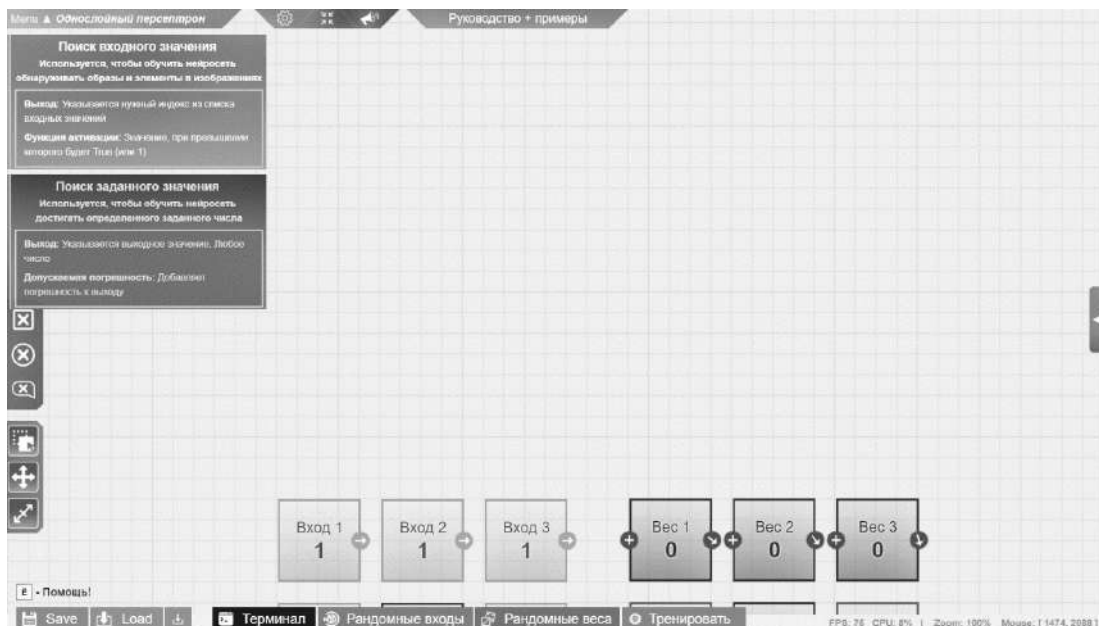 Menu ▲ Однослойный персептрон
Руководство + примеры
Поиск входного значения
Используется, чтобы обучить нейросеть
обнаруживать образы и элементы в изображениях
Выход: Указывается нужный индекс из списка
входных значений
Функция активации: Значение, при превышении
которого будет True (или 1)
Поиск заданного значения
Используется, чтобы обучить нейросеть
достигать определенного заданного числа
Выход: Указывается выходное значение. Любое
число
Допускаемая погрешность: Добавляет
погрешность к выходу
Вход 1
1
Вход 2
1
Вход 3
1
Вес 1
0
Вес 2
0
Вес 3
0
Ё - Помощь!
Save
Load
Терминал
Рандомные входы
Рандомные веса
Тренировать
FPS: 75 CPU: 8% | Zoom: 100% Mouse: [1474, 2088]